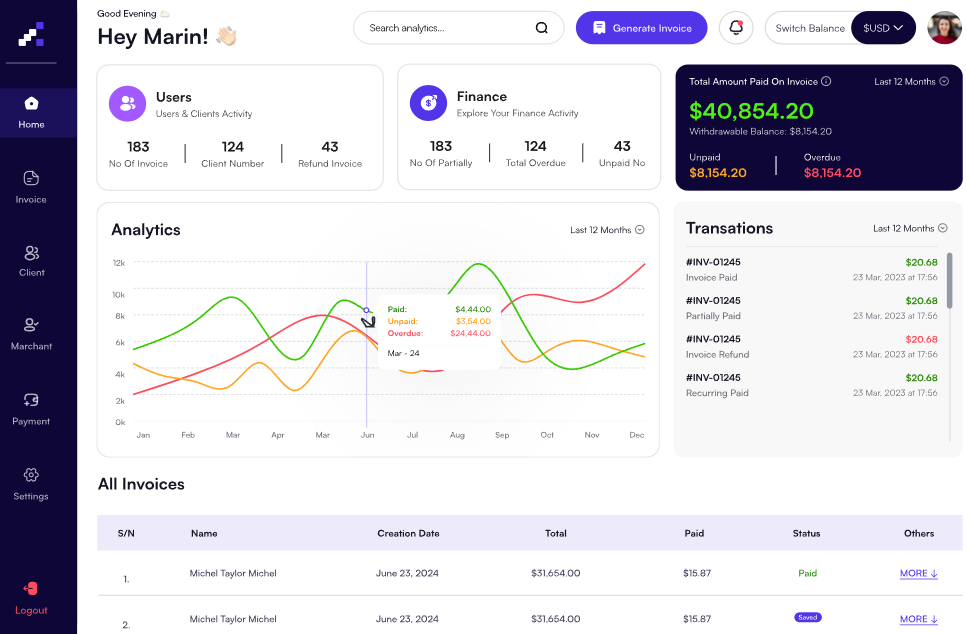 Good Evening
Hey Marin!
Search analytics...
Generate Invoice
Switch Balance
$USD
Home
Invoice
Client
Marchant
Payment
Settings
Logout
Users
Users & Clients Activity
183
No Of Invoice
124
Client Number
43
Refund Invoice
Finance
Explore Your Finance Activity
183
No Of Partially
124
Total Overdue
43
Unpaid No
Total Amount Paid On Invoice
Last 12 Months
$40,854.20
Withdrawable Balance: $8,154.20
Unpaid
$8,154.20
Overdue
$8,154.20
Analytics
Last 12 Months
12k
10k
8k
6k
4k
2k
0k
Jan Feb Mar Apr Mar Jun Jul Aug Sep Oct Nov Dec
Paid: $4,44.00
Unpaid: $3,54.00
Overdue: $24,44.00
Mar - 24
Transations
Last 12 Months
#INV-01245 $20.68
Invoice Paid 23 Mar, 2023 at 17:56
#INV-01245 $20.68
Partially Paid 23 Mar, 2023 at 17:56
#INV-01245 $20.68
Invoice Refund 23 Mar, 2023 at 17:56
#INV-01245 $20.68
Recurring Paid 23 Mar, 2023 at 17:56
All Invoices
S/N Name Creation Date Total Paid Status Others
1. Michel Taylor Michel June 23, 2024 $31,654.00 $15.87 Paid MORE ↓
2. Michel Taylor Michel June 23, 2024 $31,654.00 $15.87 Saved MORE ↓